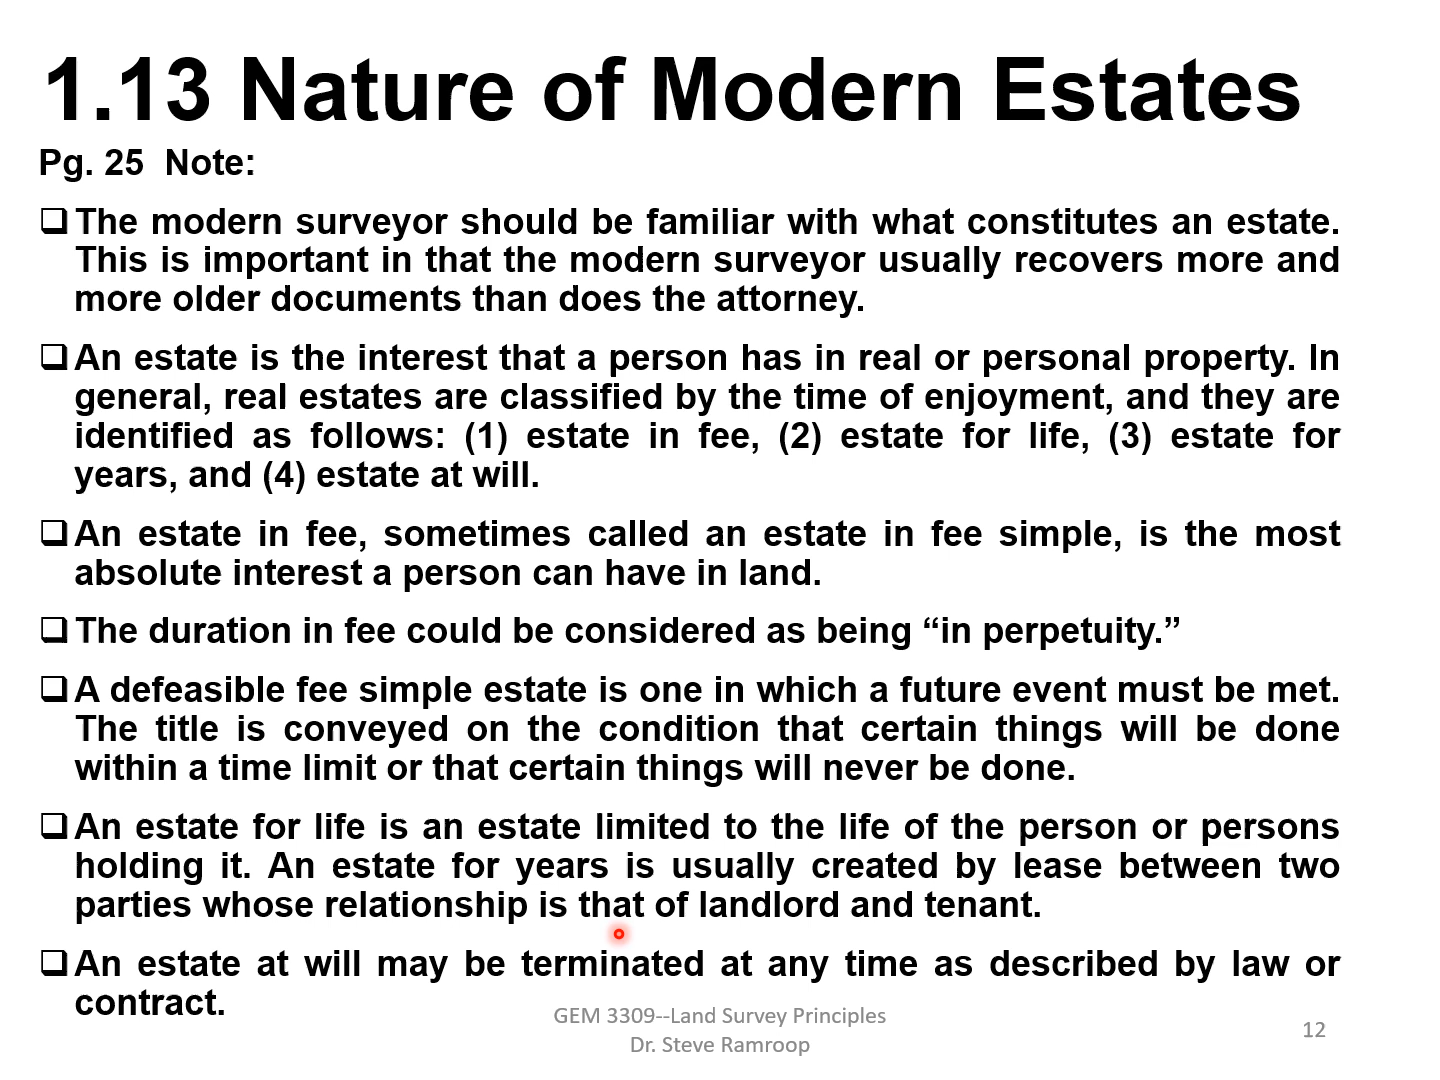 1.13 Nature of Modern Estates
Pg. 25  Note:
❑ The modern surveyor should be familiar with what constitutes an estate.
This is important in that the modern surveyor usually recovers more and
more older documents than does the attorney.
❑ An estate is the interest that a person has in real or personal property. In
general, real estates are classified by the time of enjoyment, and they are
identified as follows: (1) estate in fee, (2) estate for life, (3) estate for
years, and (4) estate at will.
❑ An estate in fee, sometimes called an estate in fee simple, is the most
absolute interest a person can have in land.
❑ The duration in fee could be considered as being “in perpetuity.”
❑ A defeasible fee simple estate is one in which a future event must be met.
The title is conveyed on the condition that certain things will be done
within a time limit or that certain things will never be done.
❑ An estate for life is an estate limited to the life of the person or persons
holding it. An estate for years is usually created by lease between two
parties whose relationship is that of landlord and tenant.
❑ An estate at will may be terminated at any time as described by law or
contract.
GEM 3309--Land Survey Principles
Dr. Steve Ramroop
12